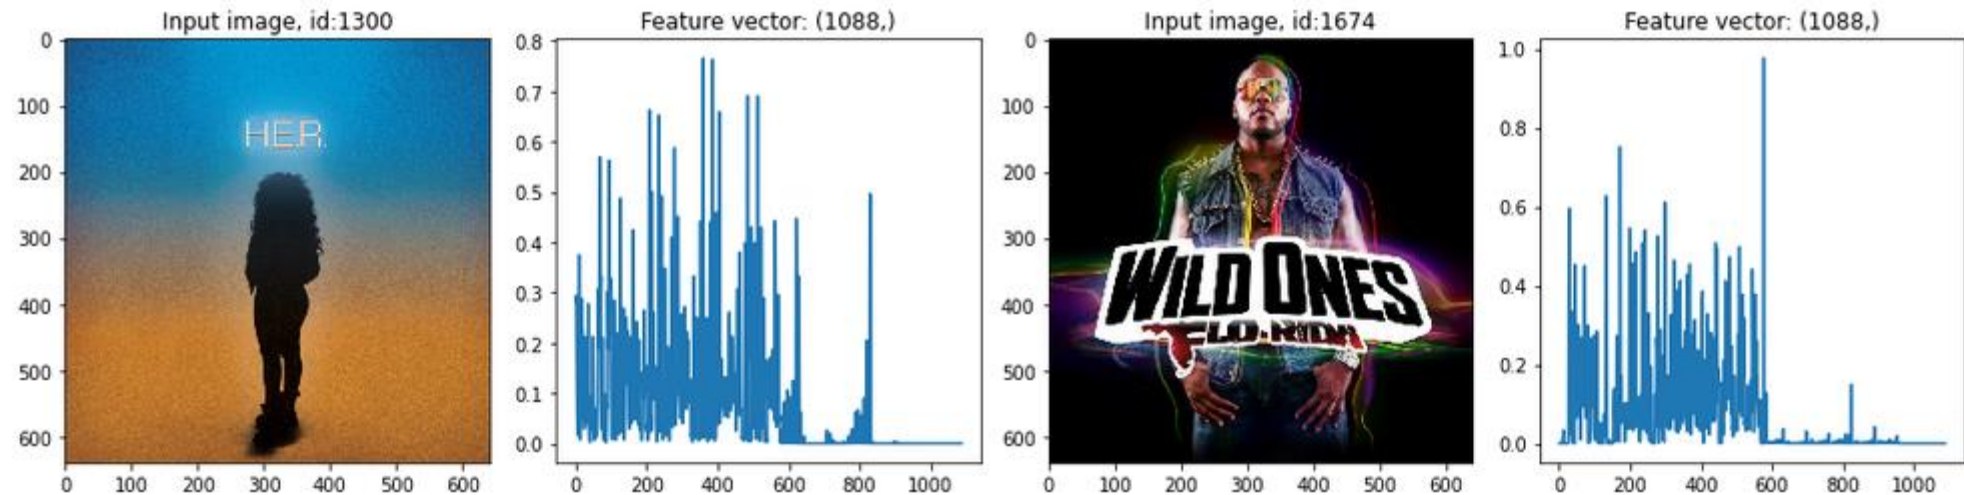 Input image, id:1300
Feature vector: (1088,)
Input image, id:1674
Feature vector: (1088,)
0
100
200
300
400
500
600
0 100 200 300 400 500 600
H.E.R.
0.8
0.7
0.6
0.5
0.4
0.3
0.2
0.1
0.0
0 200 400 600 800 1000
0
100
200
300
400
500
600
0 100 200 300 400 500 600
WILD ONES
FLO RIDA
1.0
0.8
0.6
0.4
0.2
0.0
0 200 400 600 800 1000